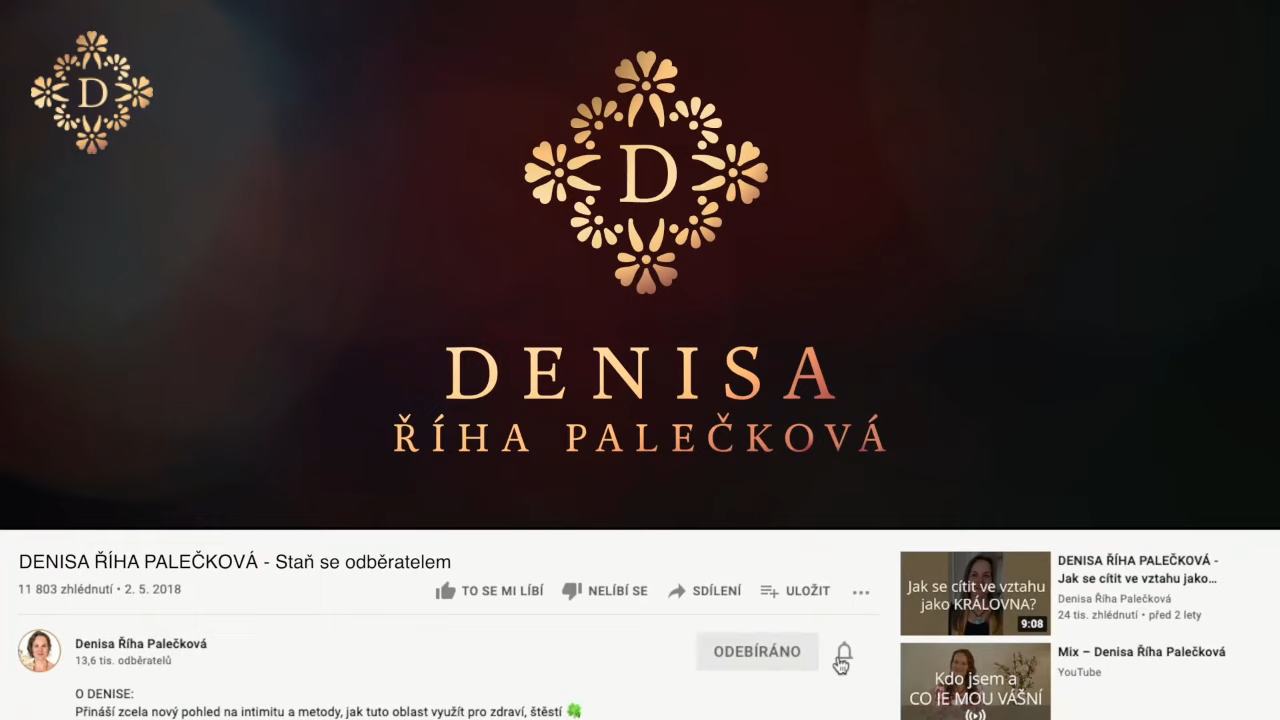 D
D
DENISA
ŘÍHA PALEČKOVÁ
DENISA ŘÍHA PALEČKOVÁ - Staň se odběratelem
11 803 zhlédnutí • 2. 5. 2018
TO SE MI LÍBÍ
NELÍBÍ SE
SDÍLENÍ
ULOŽIT
Denisa Říha Palečková
13,6 tis. odběratelů
ODEBÍRÁNO
O DENISE:
Přináší zcela nový pohled na intimitu a metody, jak tuto oblast využít pro zdraví, štěstí 🍀
Jak se cítit ve vztahu
jako KRÁLOVNA?
9:08
DENISA ŘÍHA PALEČKOVÁ -
Jak se cítit ve vztahu jako...
Denisa Říha Palečková
24 tis. zhlédnutí • před 2 lety
Kdo jsem a
CO JE MOU VÁŠNÍ
Mix – Denisa Říha Palečková
YouTube